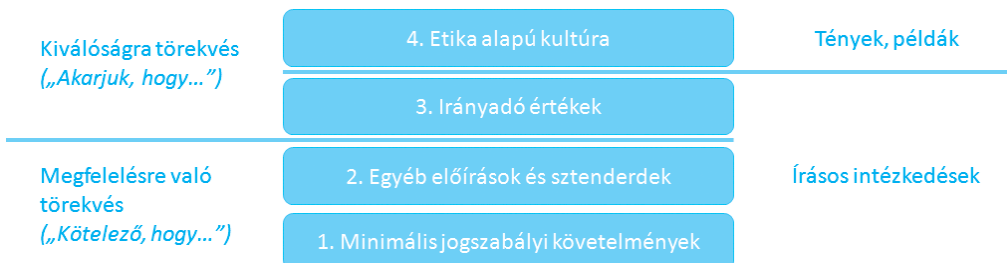 Kiválóságra törekvés
(„Akarjuk, hogy...”)
4. Etika alapú kultúra
Tények, példák
3. Irányadó értékek
Megfelelésre való
törekvés
(„Kötelező, hogy...”)
2. Egyéb előírások és sztenderdek
Írásos intézkedések
1. Minimális jogszabályi követelmények